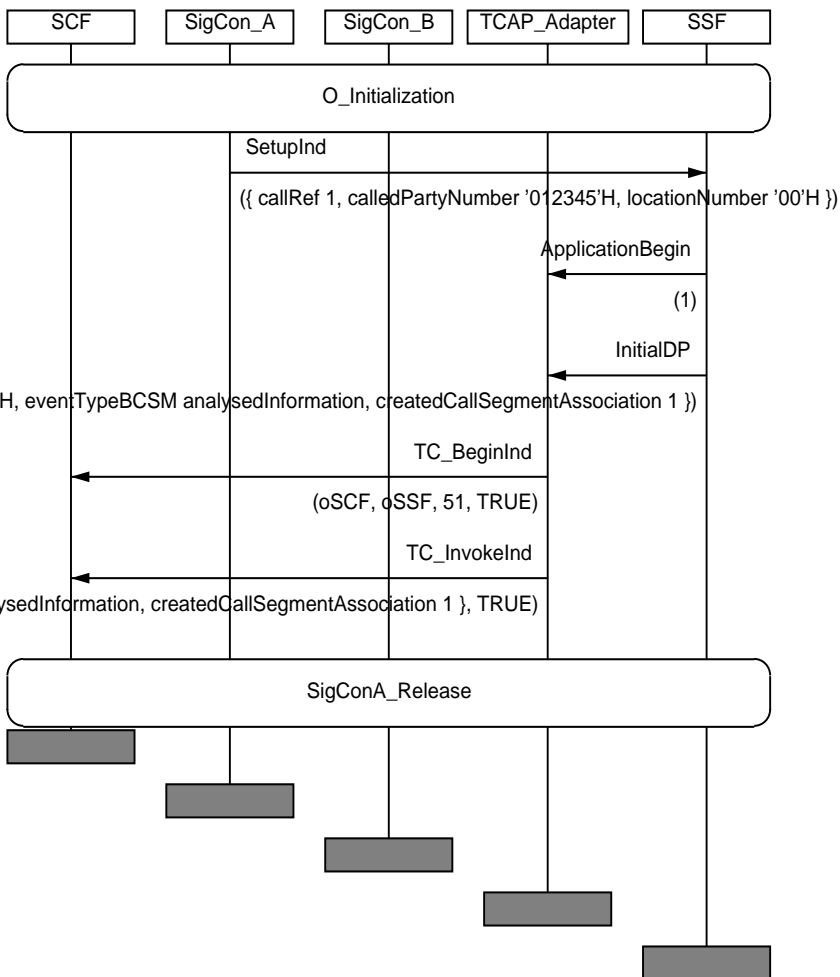 SCF SigCon_A SigCon_B TCAP_Adapter SSF
O_Initialization
SetupInd
({ callRef 1, calledPartyNumber '012345'H, locationNumber '00'H })
ApplicationBegin
(1)
InitialDP
H, eventTypeBCSM analysedInformation, createdCallSegmentAssociation 1 })
TC_BeginInd
(oSCF, oSSF, 51, TRUE)
TC_InvokeInd
ysedInformation, createdCallSegmentAssociation 1 }, TRUE)
SigConA_Release